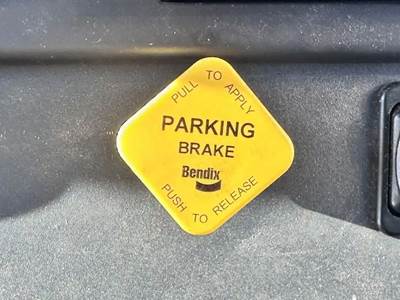 PULL TO APPLY
PARKING
BRAKE
Bendix
PUSH TO RELEASE